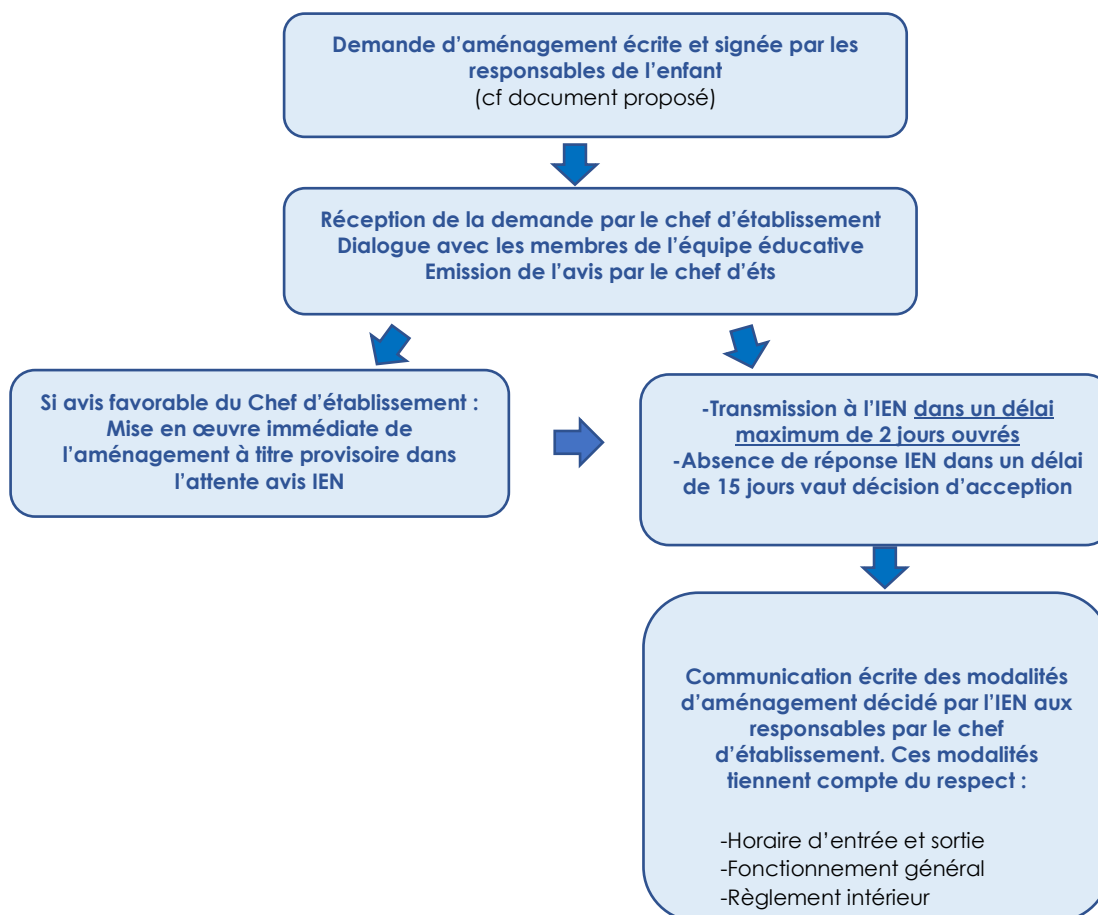 Demande d’aménagement écrite et signée par les
responsables de l’enfant
(cf document proposé)
Réception de la demande par le chef d’établissement
Dialogue avec les membres de l’équipe éducative
Emission de l’avis par le chef d’éts
Si avis favorable du Chef d’établissement :
Mise en œuvre immédiate de
l’aménagement à titre provisoire dans
l’attente avis IEN
-Transmission à l’IEN dans un délai
maximum de 2 jours ouvrés
-Absence de réponse IEN dans un délai
de 15 jours vaut décision d’acception
Communication écrite des modalités
d’aménagement décidé par l’IEN aux
responsables par le chef
d’établissement. Ces modalités
tiennent compte du respect :
-Horaire d’entrée et sortie
-Fonctionnement général
-Règlement intérieur